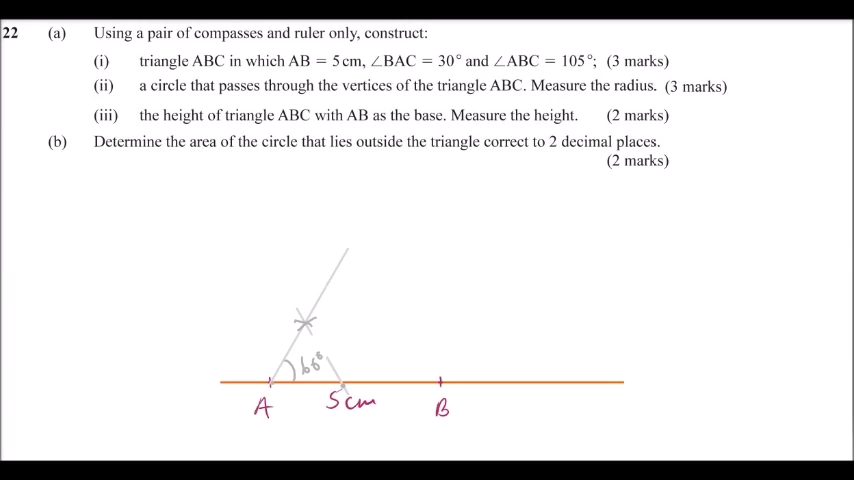 22 (a) Using a pair of compasses and ruler only, construct:
(i) triangle ABC in which AB = 5 cm, ∠BAC = 30° and ∠ABC = 105°; (3 marks)
(ii) a circle that passes through the vertices of the triangle ABC. Measure the radius. (3 marks)
(iii) the height of triangle ABC with AB as the base. Measure the height. (2 marks)
(b) Determine the area of the circle that lies outside the triangle correct to 2 decimal places.
(2 marks)
60°
A 5cm B